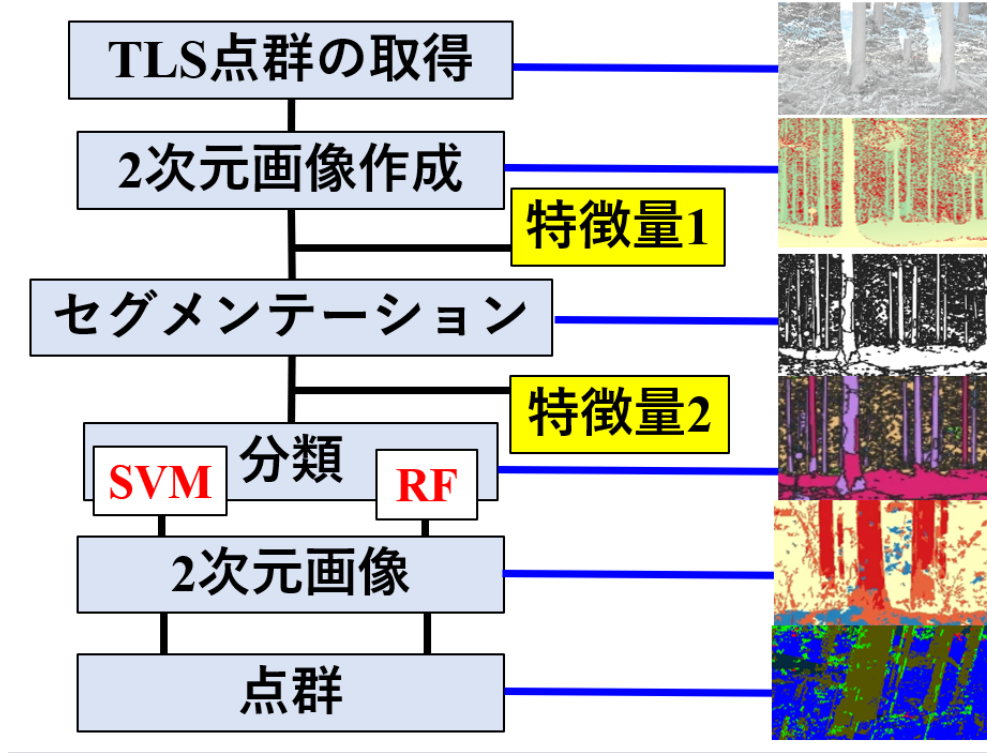 TLS点群の取得
2次元画像作成
特徴量1
セグメンテーション
特徴量2
分類
SVM
RF
2次元画像
点群